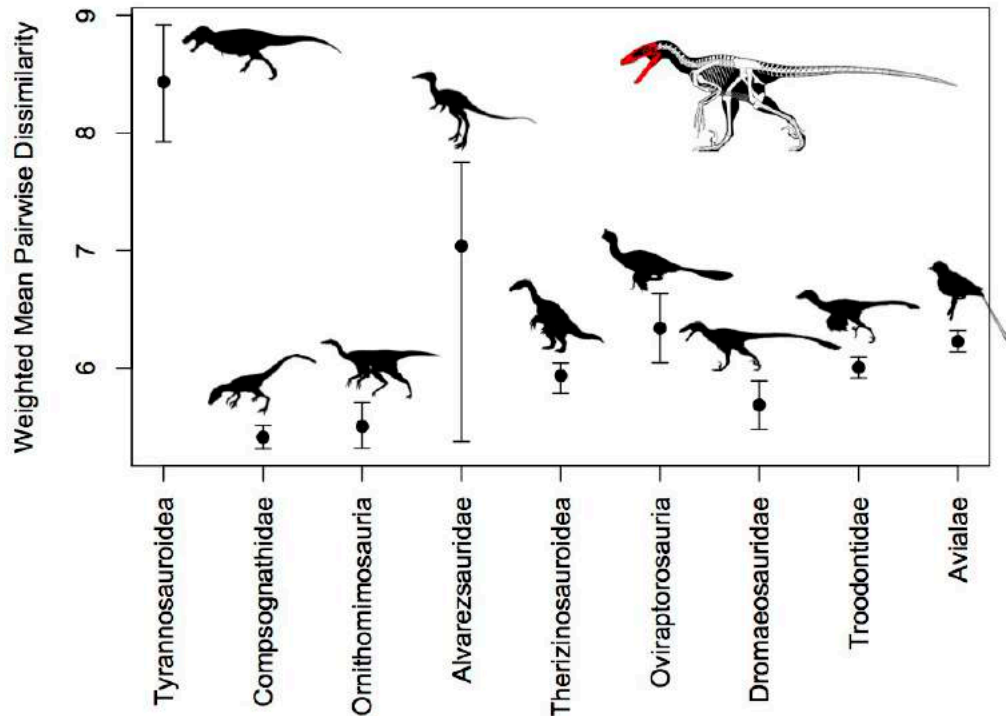 Weighted Mean Pairwise Dissimilarity
9
8
7
6
Tyrannosauroidea
Compsognathidae
Ornithomimosauria
Alvarezsauridae
Therizinosauroidea
Oviraptorosauria
Dromaeosauridae
Troodontidae
Avialae